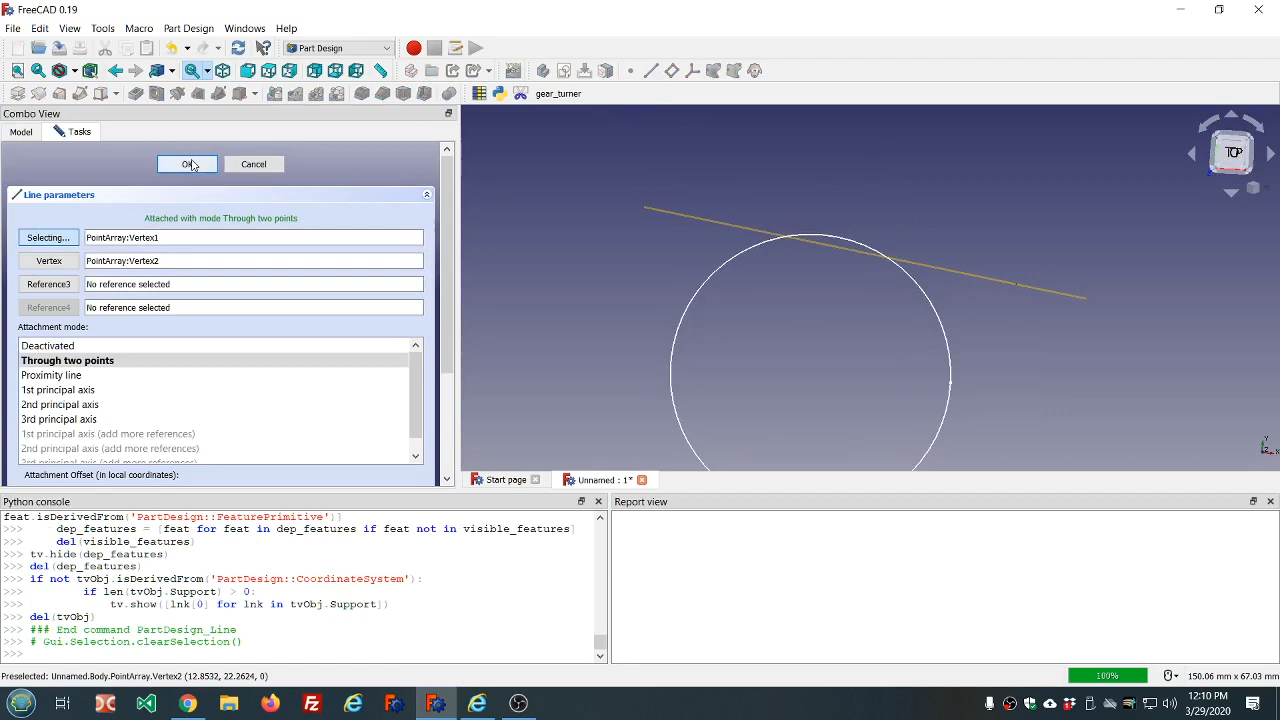 FreeCAD 0.19
File Edit View Tools Macro Part Design Windows Help
Part Design
gear_turner
Combo View
Model Tasks
OK Cancel
Line parameters
Attached with mode Through two points
Selecting... PointArray:Vertex1
Vertex PointArray:Vertex2
Reference3 No reference selected
Reference4 No reference selected
Attachment mode:
Deactivated
Through two points
Proximity line
1st principal axis
2nd principal axis
3rd principal axis
1st principal axis (add more references)
2nd principal axis (add more references)
3rd principal axis (add more references)
Attachment Offset (in local coordinates):
TOP
Y
X
Start page Unnamed : 1*
Python console
feat.isDerivedFrom('PartDesign::FeaturePrimitive')]
>>> dep_features = [feat for feat in dep_features if feat not in visible_features]
>>> del(visible_features)
>>> tv.hide(dep_features)
>>> del(dep_features)
>>> if not tvObj.isDerivedFrom('PartDesign::CoordinateSystem'):
>>> if len(tvObj.Support) > 0:
>>> tv.show([lnk[0] for lnk in tvObj.Support])
>>> del(tvObj)
>>> ### End command PartDesign_Line
>>> # Gui.Selection.clearSelection()
>>>
Report view
Preselected: Unnamed.Body.PointArray.Vertex2 (12.8532, 22.2624, 0)
100%
150.06 mm x 67.03 mm
12:10 PM
3/29/2020